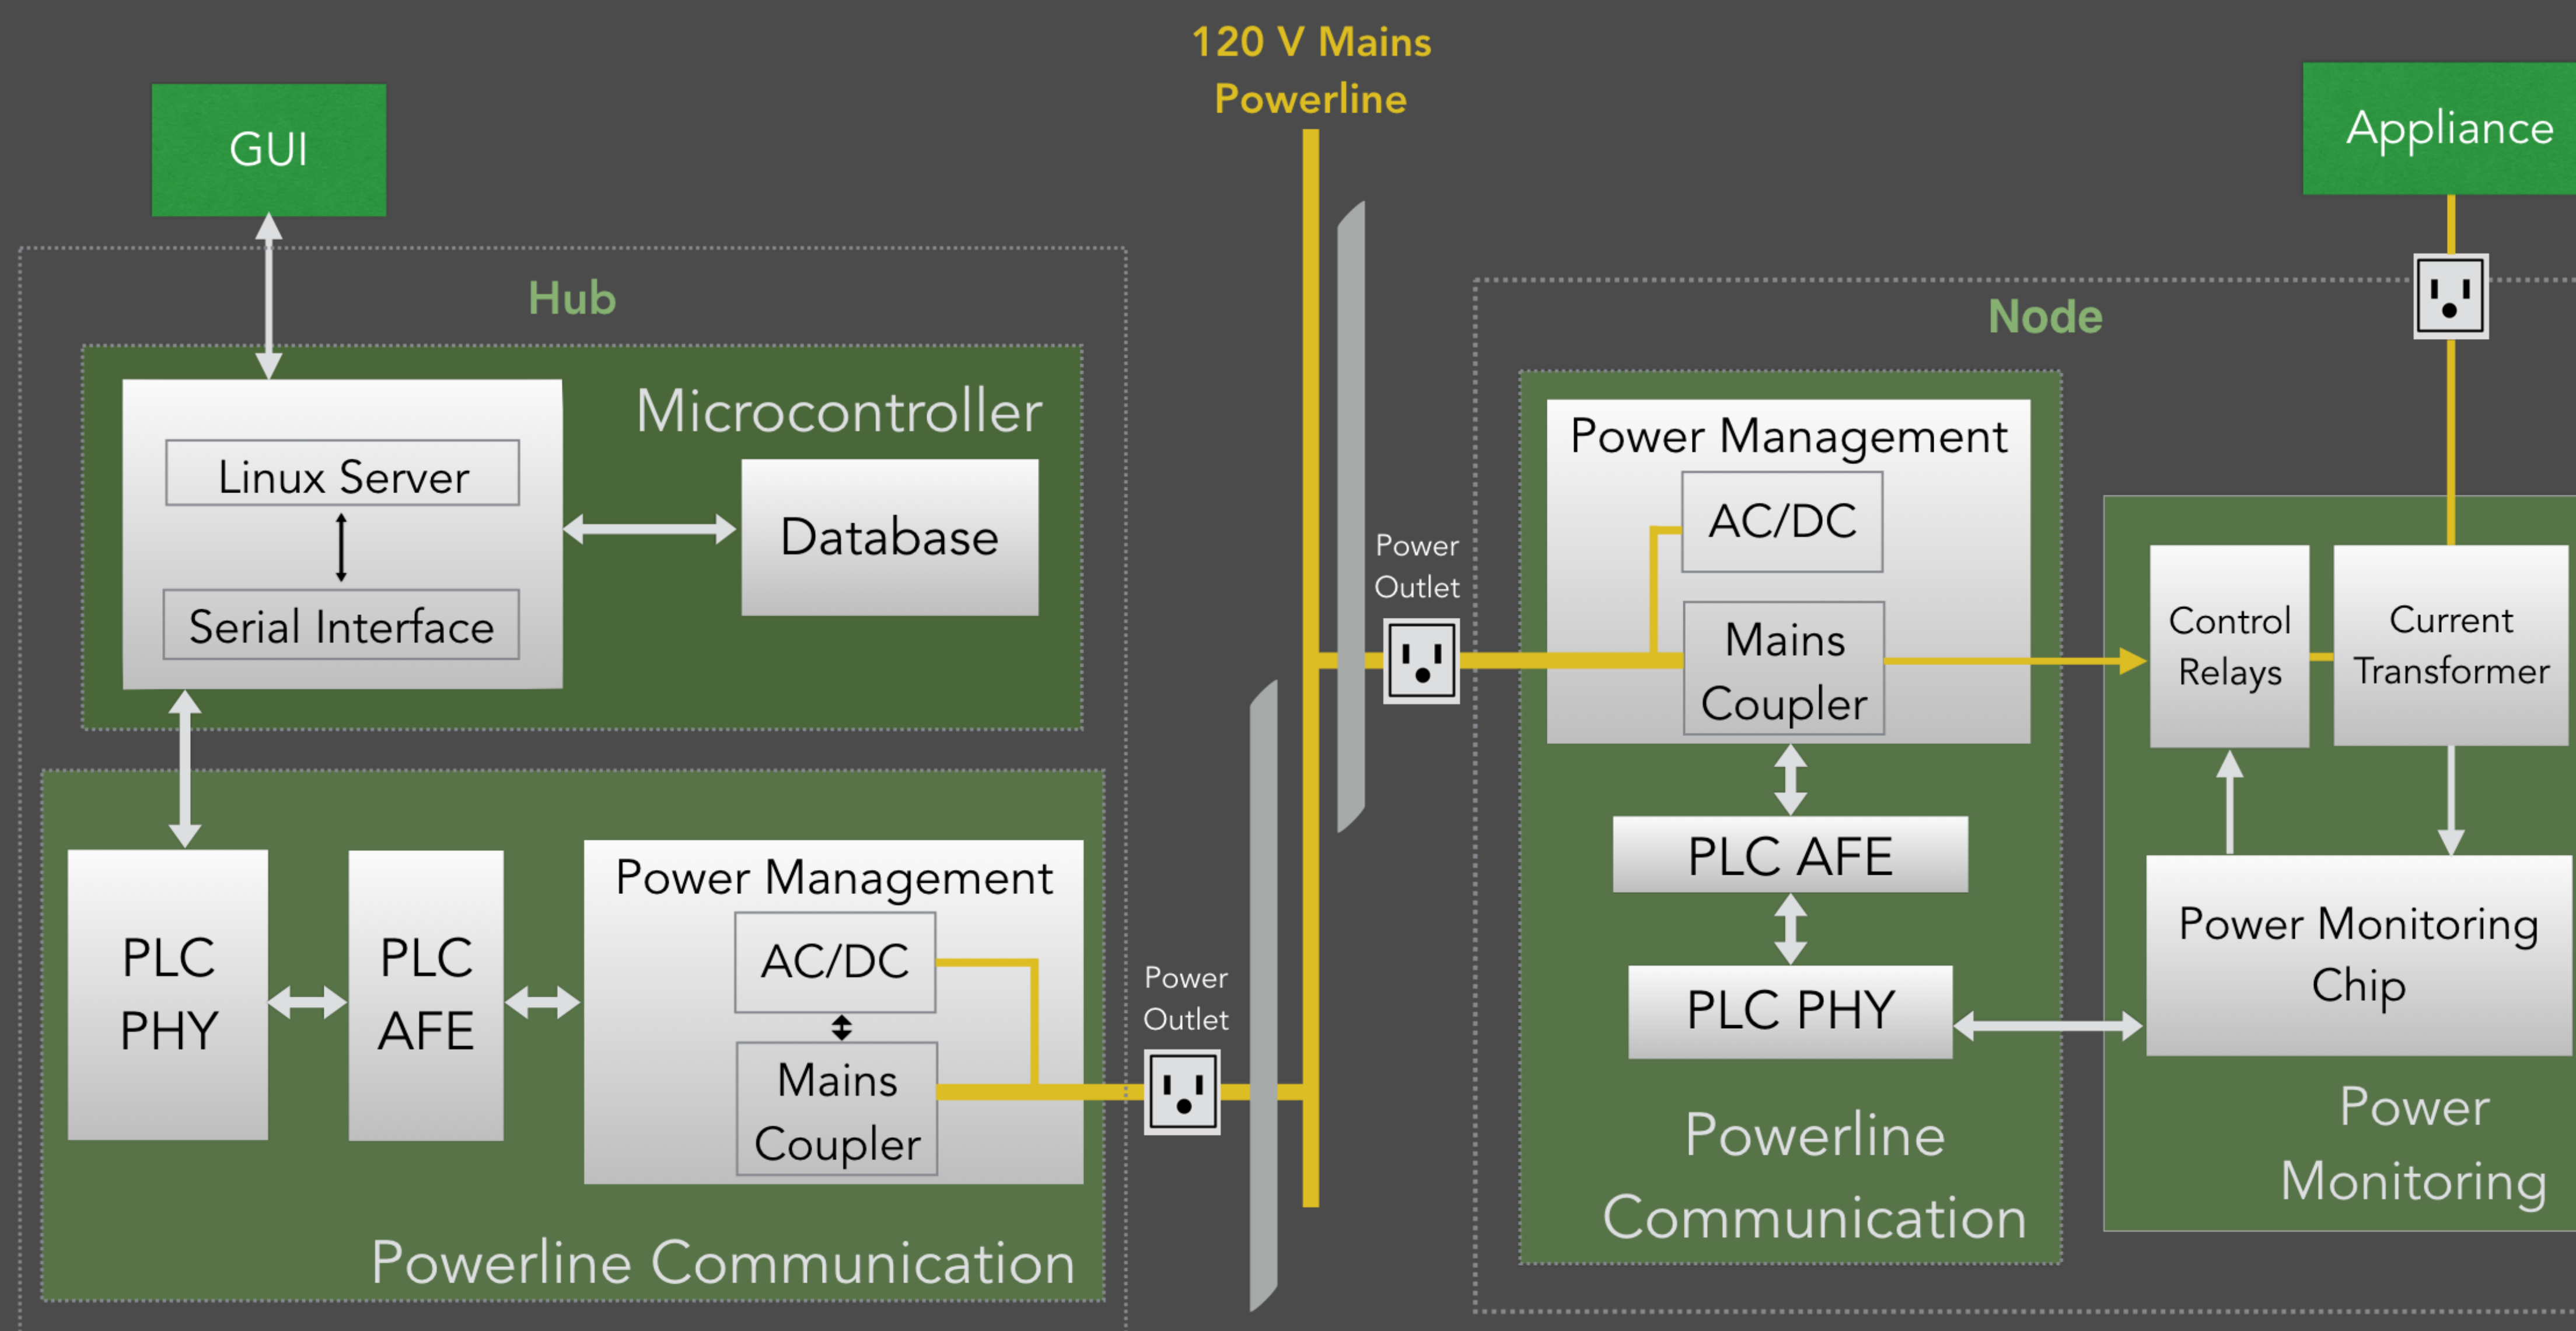 120 V Mains
Powerline
GUI
Appliance
Hub
Node
Microcontroller
Linux Server
Serial Interface
Database
Power Management
AC/DC
Mains
Coupler
Power
Outlet
Control
Relays
Current
Transformer
PLC AFE
PLC PHY
Power Monitoring
Chip
Powerline
Communication
Power
Monitoring
PLC
PHY
PLC
AFE
Power Management
AC/DC
Mains
Coupler
Power
Outlet
Powerline Communication